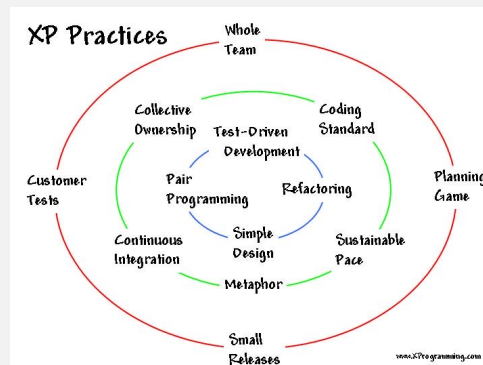 XP Practices
Whole
Team
Collective
Ownership
Coding
Standard
Test-Driven
Development
Customer
Tests
Pair
Programming
Refactoring
Planning
Game
Continuous
Integration
Simple
Design
Sustainable
Pace
Metaphor
Small
Releases
www.XProgramming.com